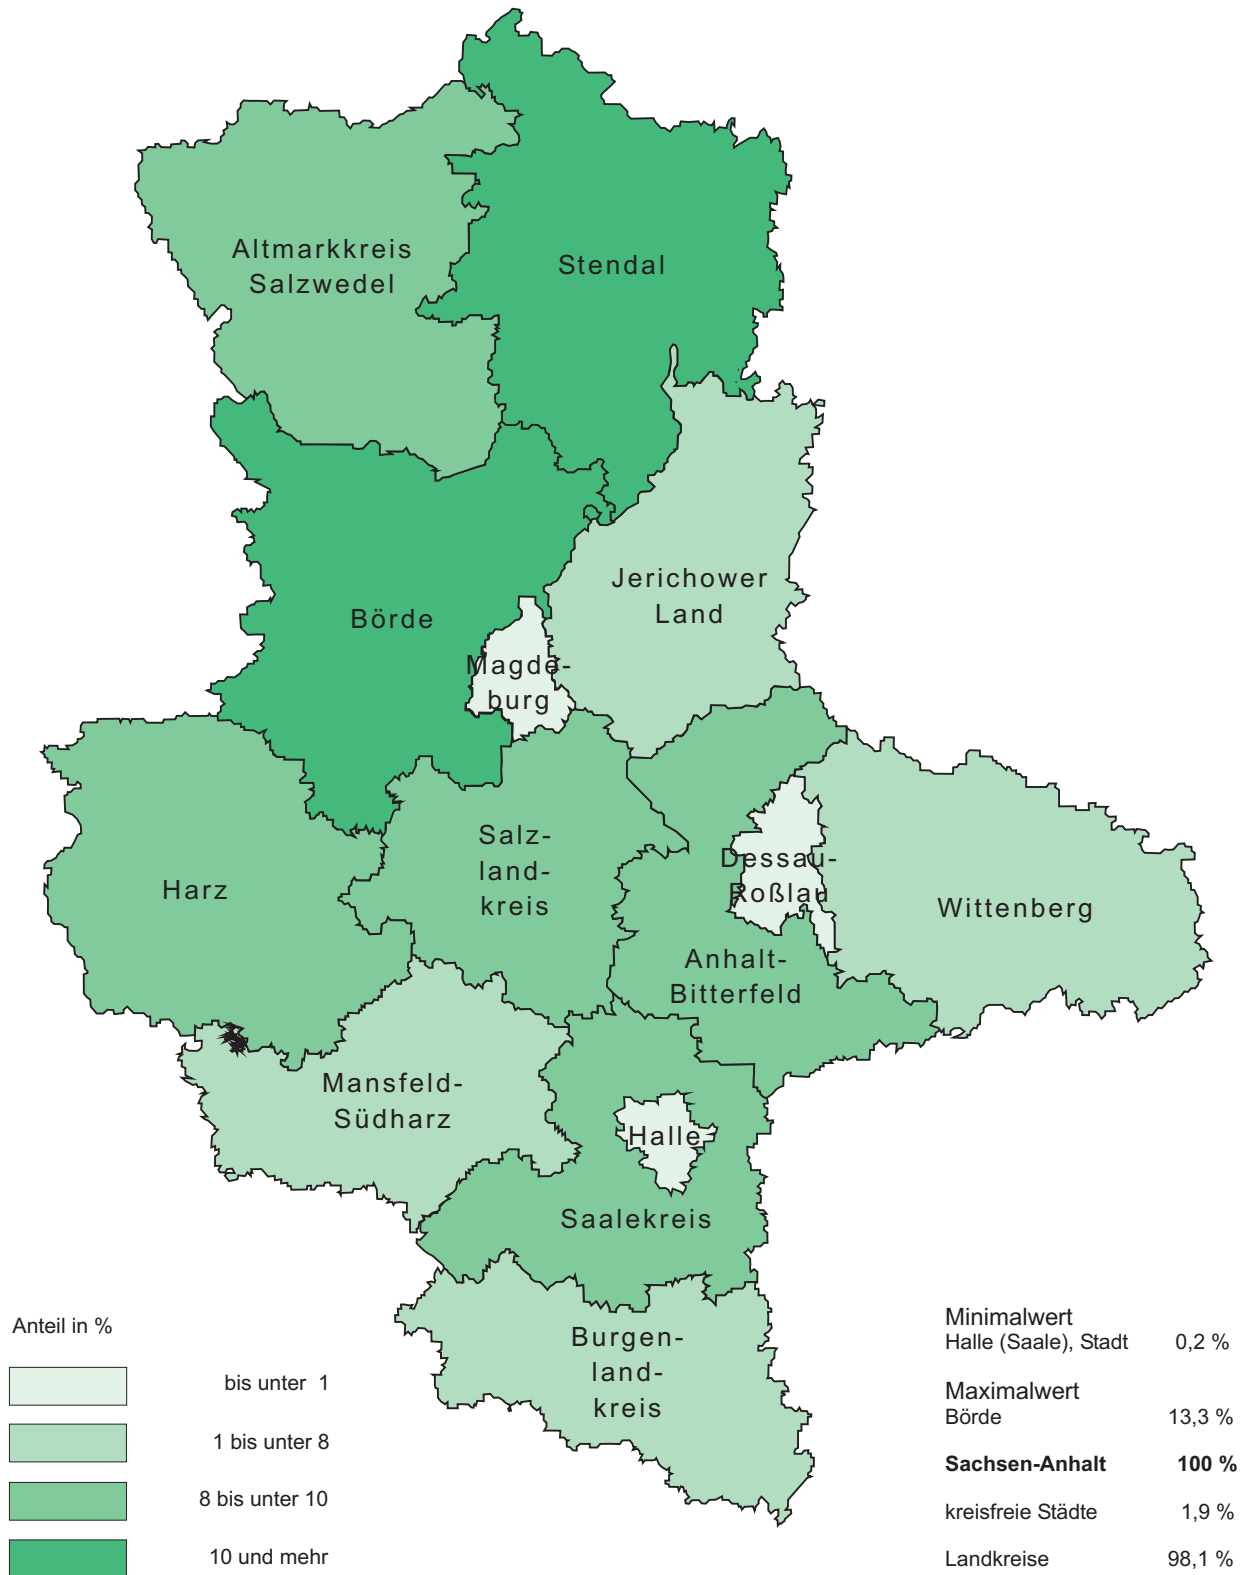 Altmarkkreis
Salzwedel
Stendal
Jerichower
Land
Börde
Magde-
burg
Salz-
land-
kreis
Harz
Dessau-
Roßlau
Wittenberg
Anhalt-
Bitterfeld
Mansfeld-
Südharz
Halle
Saalekreis
Burgen-
land-
kreis
Anteil in %
bis unter 1
1 bis unter 8
8 bis unter 10
10 und mehr
Minimalwert
Halle (Saale), Stadt 0,2 %
Maximalwert
Börde 13,3 %
Sachsen-Anhalt 100 %
kreisfreie Städte 1,9 %
Landkreise 98,1 %